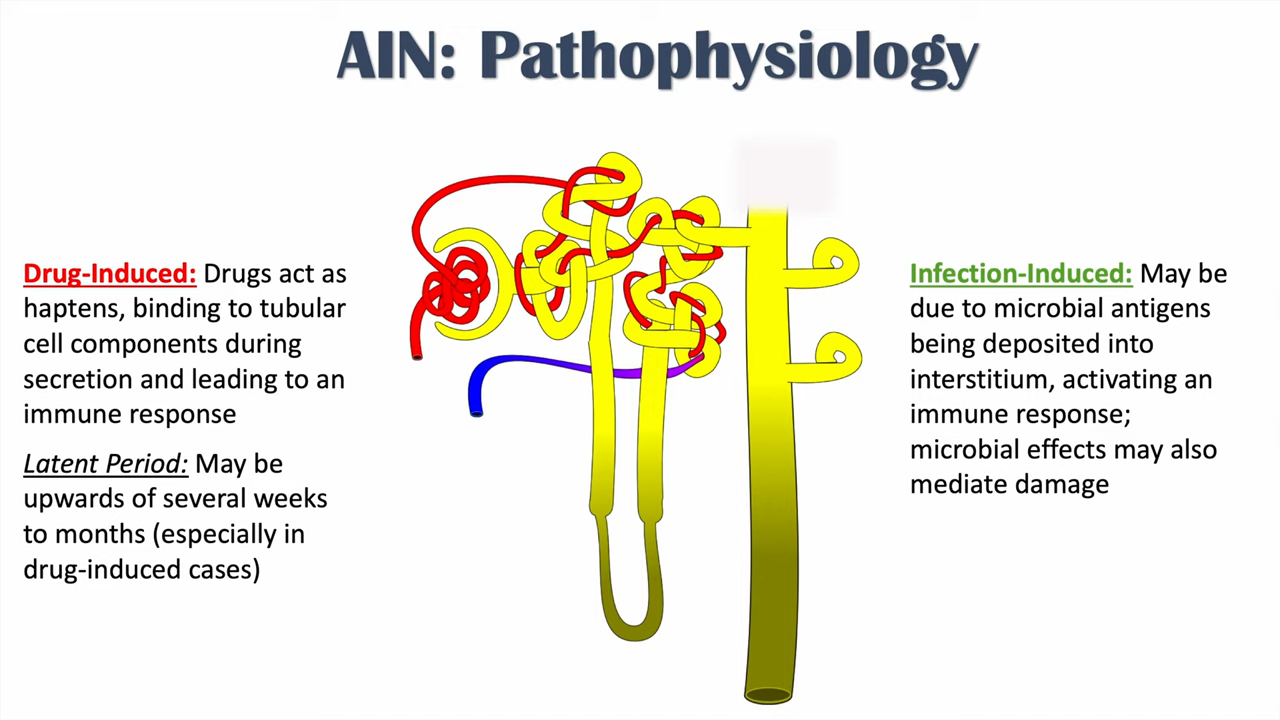 AIN: Pathophysiology
Drug-Induced: Drugs act as
haptens, binding to tubular
cell components during
secretion and leading to an
immune response
Latent Period: May be
upwards of several weeks
to months (especially in
drug-induced cases)
Infection-Induced: May be
due to microbial antigens
being deposited into
interstitium, activating an
immune response;
microbial effects may also
mediate damage